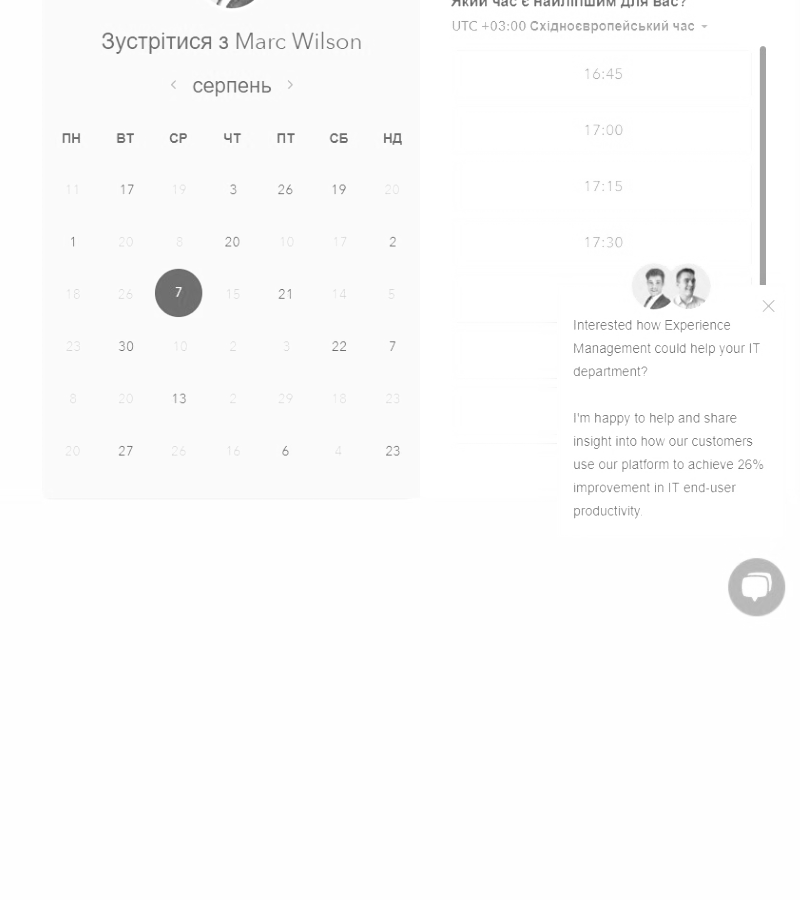 Зустрітися з Marc Wilson
серпень
ПН ВТ СР ЧТ ПТ СБ НД
11 17 19 3 26 19 20
1 20 8 20 10 17 2
18 26 7 15 21 14 5
23 30 10 2 3 22 7
8 20 13 2 29 18 23
20 27 26 16 6 4 23
Який час є найліпшим для вас?
UTC +03:00 Східноєвропейський час
16:45
17:00
17:15
17:30
Interested how Experience
Management could help your IT
department?
I'm happy to help and share
insight into how our customers
use our platform to achieve 26%
improvement in IT end-user
productivity